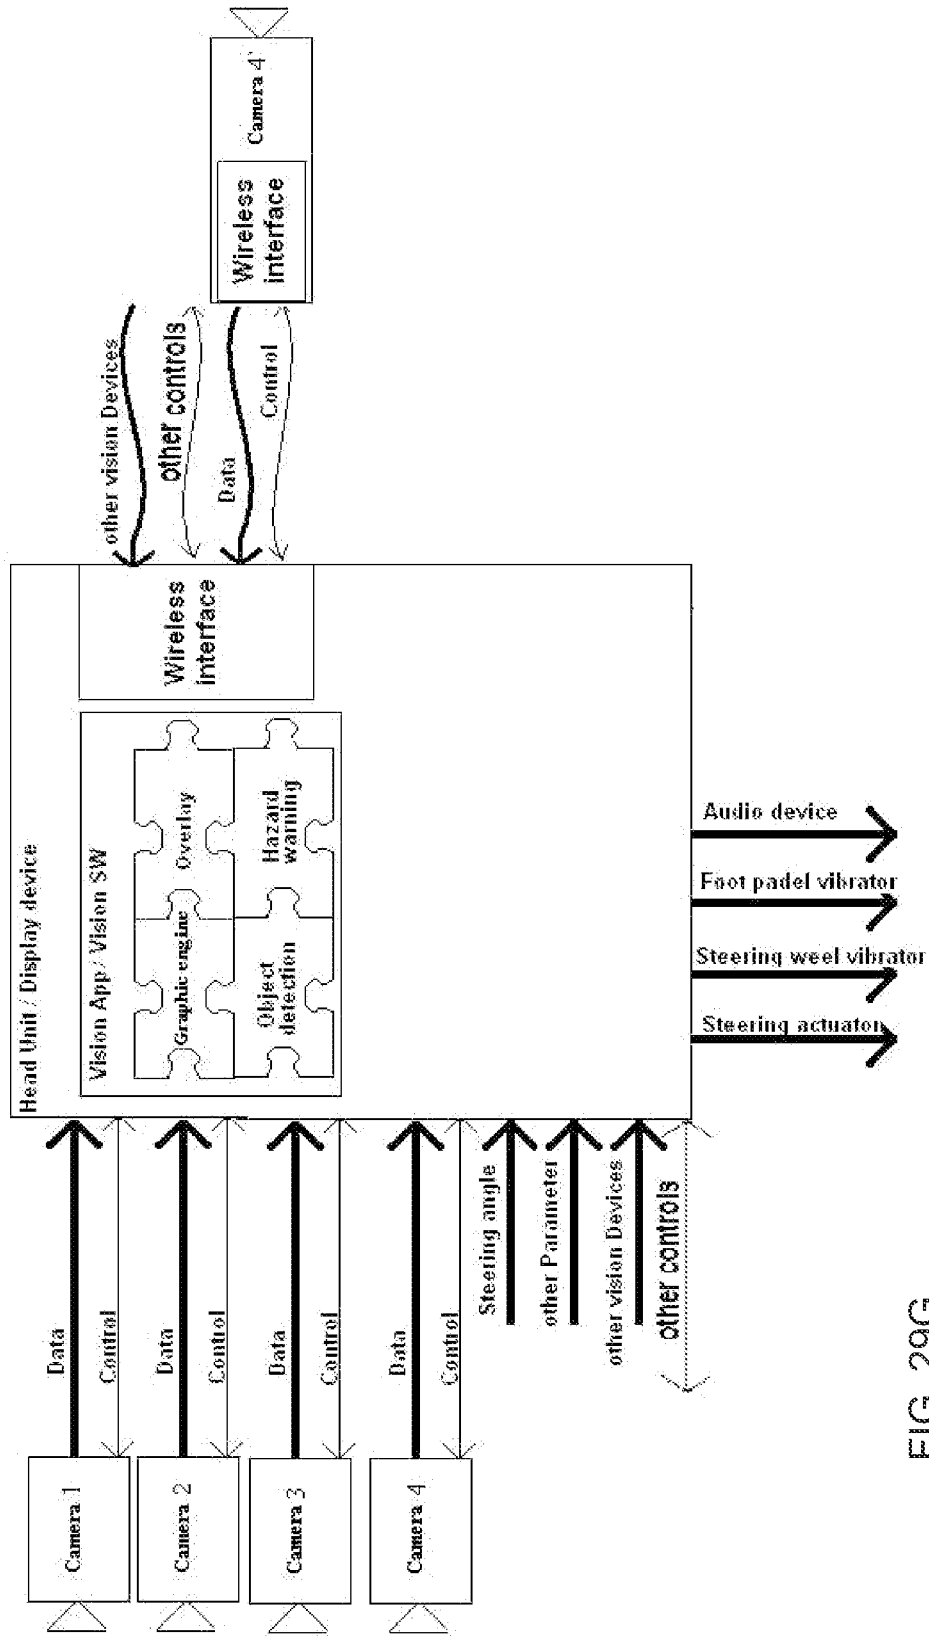 Camera 1
Camera 2
Camera 3
Camera 4
Data
Control
Data
Control
Data
Control
Data
Control
Steering angle
other Parameter
other vision Devices
other controls
Head Unit / Display device
Vision App/ Vision SW
Graphic engine
Overlay
Object
detection
Hazard
warning
Wireless
interface
other vision Devices
other controls
Data
Control
Wireless
interface
Camera 4'
Audio device
Foot padel vibrator
Steering weel vibrator
Steering actuator
FIG. 29G